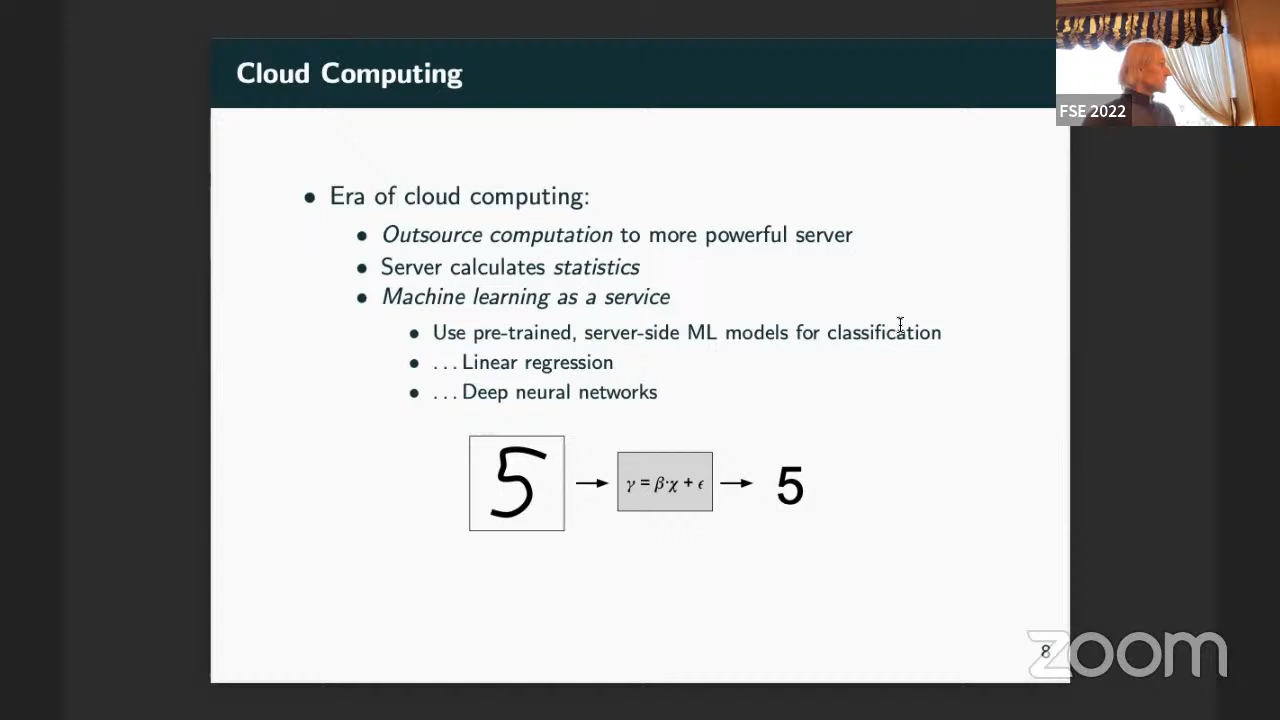 Cloud Computing
FSE 2022
• Era of cloud computing:
• Outsource computation to more powerful server
• Server calculates statistics
• Machine learning as a service
• Use pre-trained, server-side ML models for classification
• ...Linear regression
• ...Deep neural networks
5 → γ = β·χ + ϵ → 5
8
zoom